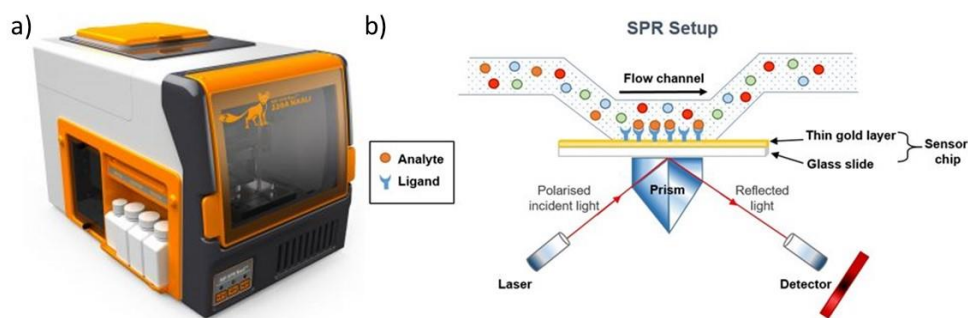 a)
b)
SPR Setup
Flow channel
Analyte
Ligand
Thin gold layer
Glass slide
Sensor
chip
Prism
Polarised
incident light
Reflected
light
Laser
Detector